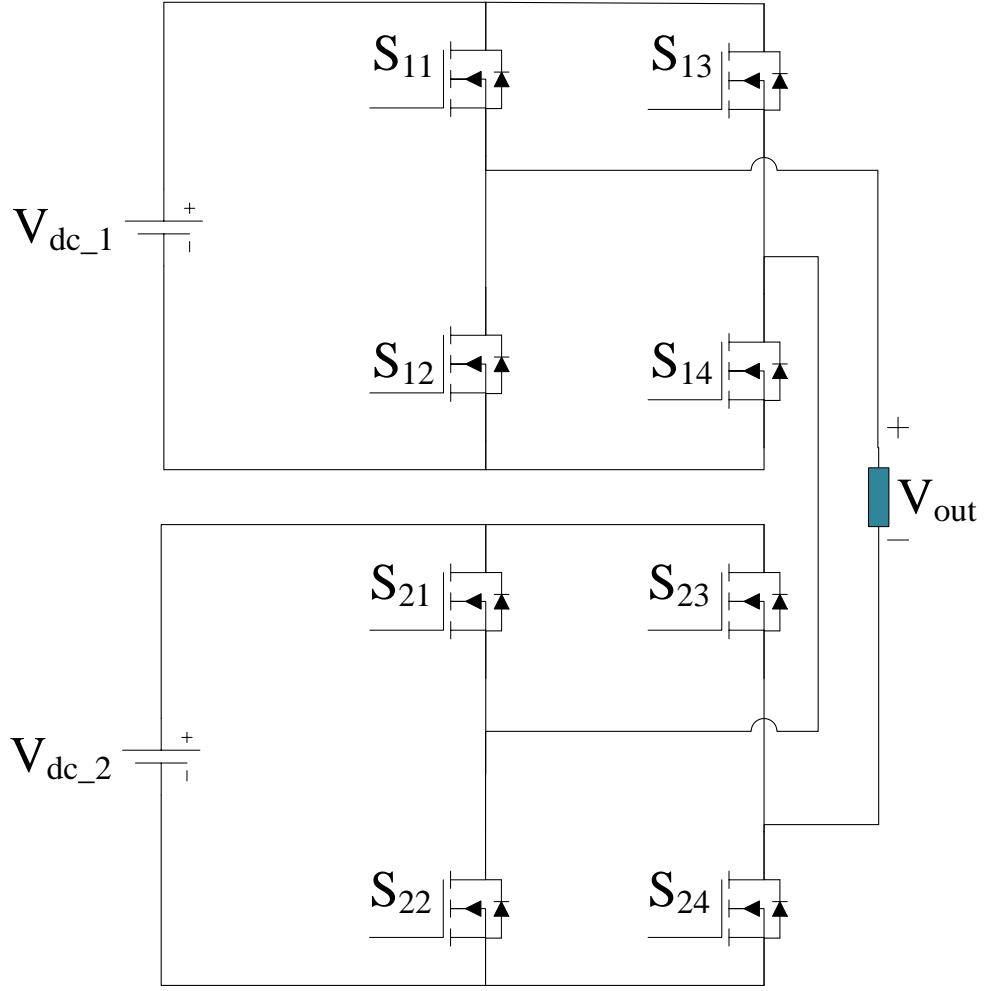 S11
S13
+
Vdc_1
-
S12
S14
+
Vout
-
S21
S23
+
Vdc_2
-
S22
S24